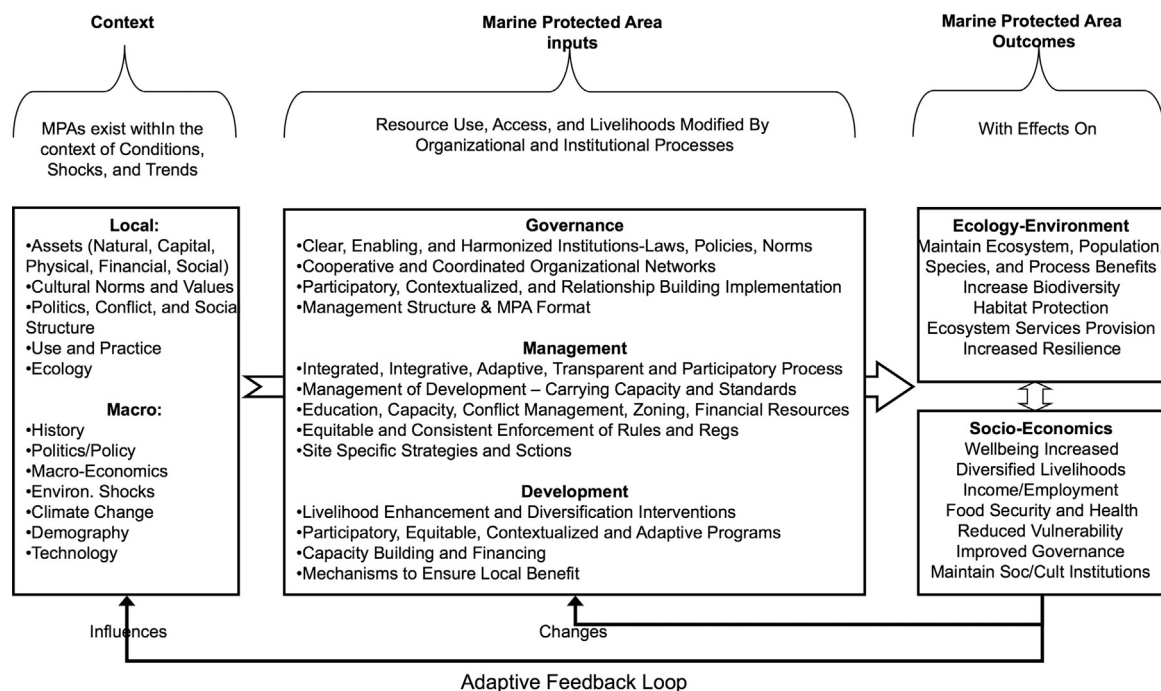 Context
MPAs exist withIn the
context of Conditions,
Shocks, and Trends
Local:
•Assets (Natural, Capital,
Physical, Financial, Social)
•Cultural Norms and Values
•Politics, Conflict, and Social
Structure
•Use and Practice
•Ecology
Macro:
•History
•Politics/Policy
•Macro-Economics
•Environ. Shocks
•Climate Change
•Demography
•Technology
Marine Protected Area
inputs
Resource Use, Access, and Livelihoods Modified By
Organizational and Institutional Processes
Governance
•Clear, Enabling, and Harmonized Institutions-Laws, Policies, Norms
•Cooperative and Coordinated Organizational Networks
•Participatory, Contextualized, and Relationship Building Implementation
•Management Structure & MPA Format
Management
•Integrated, Integrative, Adaptive, Transparent and Participatory Process
•Management of Development – Carrying Capacity and Standards
•Education, Capacity, Conflict Management, Zoning, Financial Resources
•Equitable and Consistent Enforcement of Rules and Regs
•Site Specific Strategies and Sctions
Development
•Livelihood Enhancement and Diversification Interventions
•Participatory, Equitable, Contextualized and Adaptive Programs
•Capacity Building and Financing
•Mechanisms to Ensure Local Benefit
Marine Protected Area
Outcomes
With Effects On
Ecology-Environment
Maintain Ecosystem, Population,
Species, and Process Benefits
Increase Biodiversity
Habitat Protection
Ecosystem Services Provision
Increased Resilience
Socio-Economics
Wellbeing Increased
Diversified Livelihoods
Income/Employment
Food Security and Health
Reduced Vulnerability
Improved Governance
Maintain Soc/Cult Institutions
Influences
Changes
Adaptive Feedback Loop